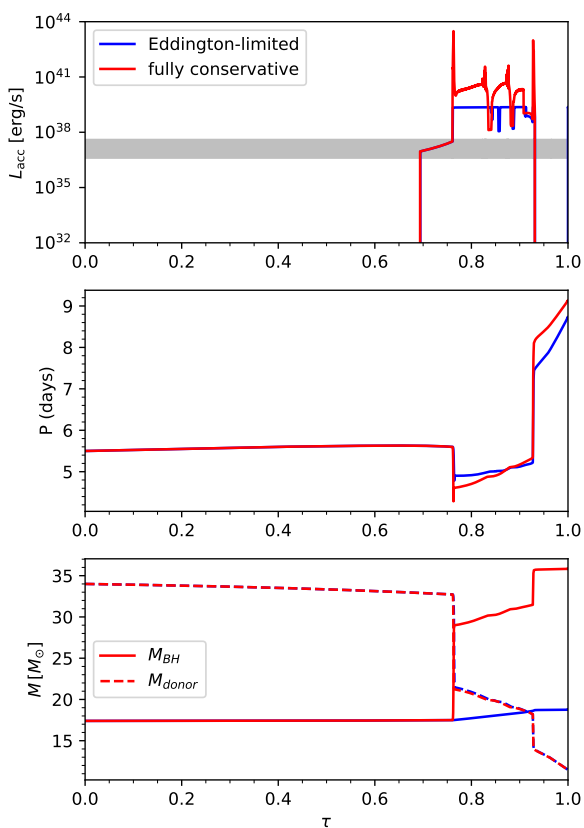 10^44
10^41
10^38
10^35
10^32
L_acc [erg/s]
Eddington-limited
fully conservative
0.0 0.2 0.4 0.6 0.8 1.0
9
8
7
6
5
P (days)
0.0 0.2 0.4 0.6 0.8 1.0
35
30
25
20
15
M [M_⊙]
M_BH
M_donor
0.0 0.2 0.4 0.6 0.8 1.0
τ